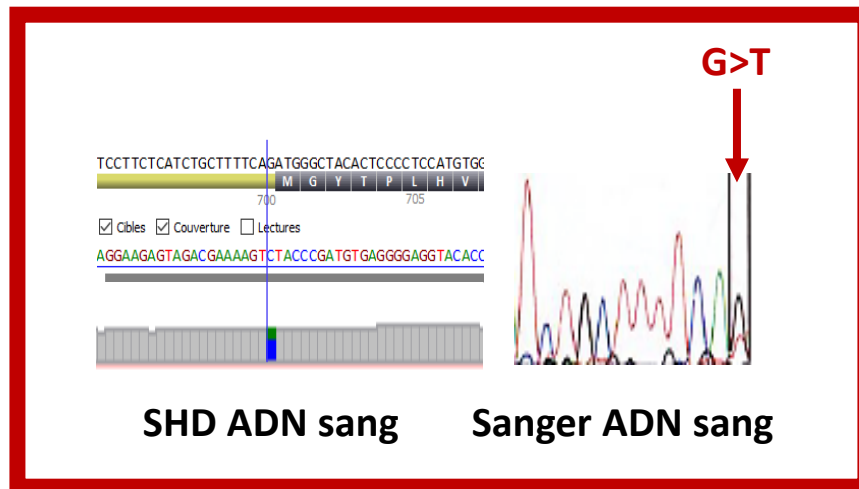 G>T
TCCTTCTCATCTGCTTTTCAGATGGGCTACACTCCCCTCCATGTGG
M G Y T P L H V
700 705
Cibles Couverture Lectures
AGGAAGAGTAGACGAAAAGTCTACCCGATGTGAGGGGAGGTACACC
SHD ADN sang Sanger ADN sang